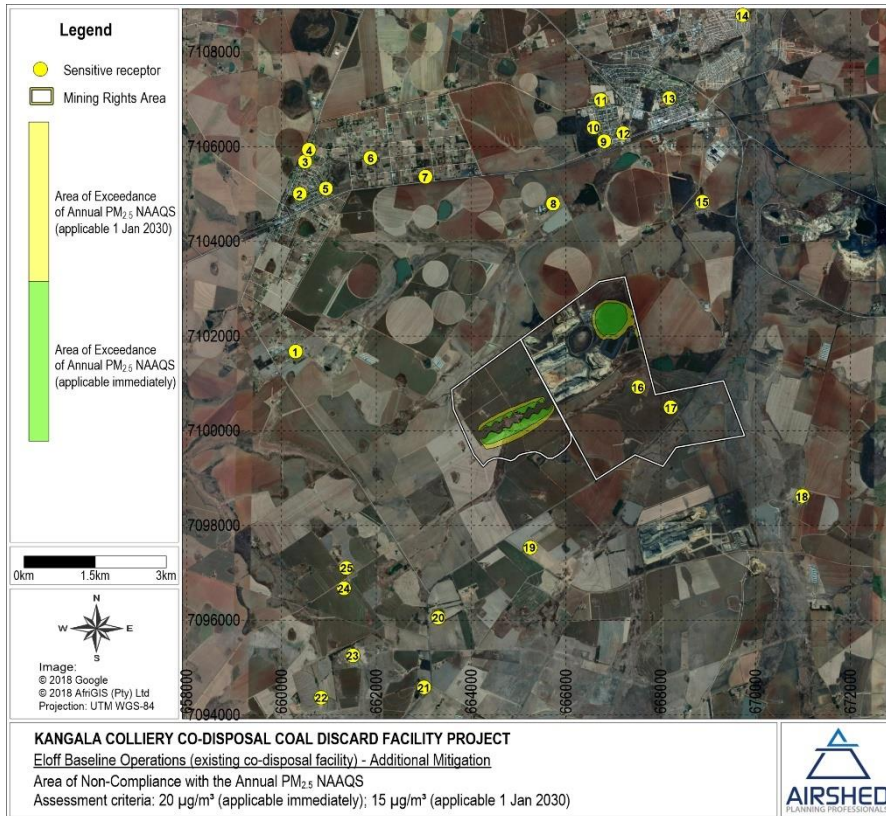 Legend
Sensitive receptor
Mining Rights Area
Area of Exceedance
of Annual PM₂.₅ NAAQS
(applicable 1 Jan 2030)
Area of Exceedance
of Annual PM₂.₅ NAAQS
(applicable immediately)
0km 1.5km 3km
N
W E
S
Image:
© 2018 Google
© 2018 AfriGIS (Pty) Ltd
Projection: UTM WGS-84
7108000
7106000
7104000
7102000
7100000
7098000
7096000
7094000
658000
660000
662000
664000
666000
668000
670000
672000
14
11
13
10
12
9
4
3
6
7
2
5
8
15
1
16
17
18
19
25
24
20
23
21
22
KANGALA COLLIERY CO-DISPOSAL COAL DISCARD FACILITY PROJECT
Eloff Baseline Operations (existing co-disposal facility) - Additional Mitigation
Area of Non-Compliance with the Annual PM₂.₅ NAAQS
Assessment criteria: 20 µg/m³ (applicable immediately); 15 µg/m³ (applicable 1 Jan 2030)
AIRSHED
PLANNING PROFESSIONALS